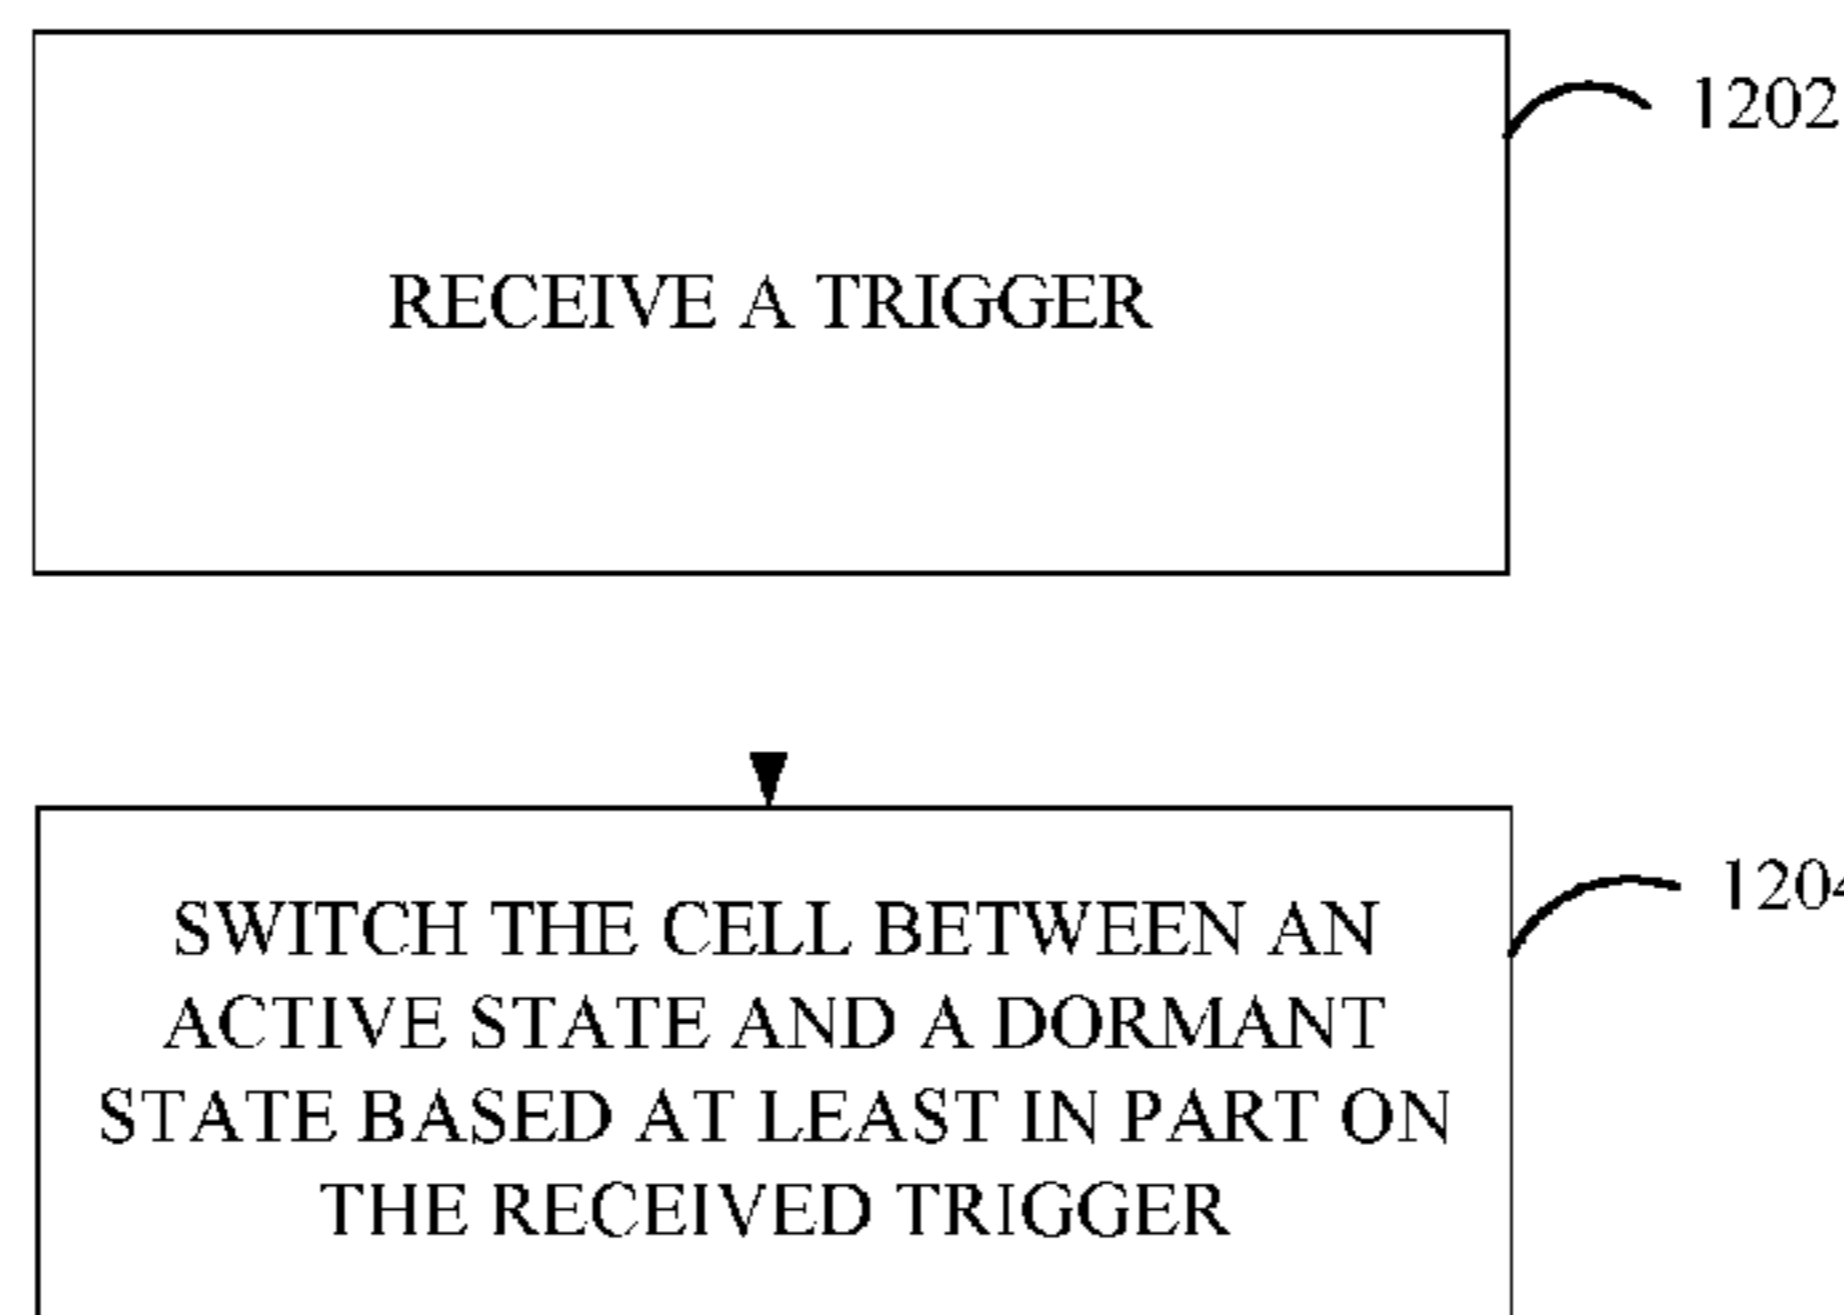 1202
RECEIVE A TRIGGER
1204
SWITCH THE CELL BETWEEN AN
ACTIVE STATE AND A DORMANT
STATE BASED AT LEAST IN PART ON
THE RECEIVED TRIGGER